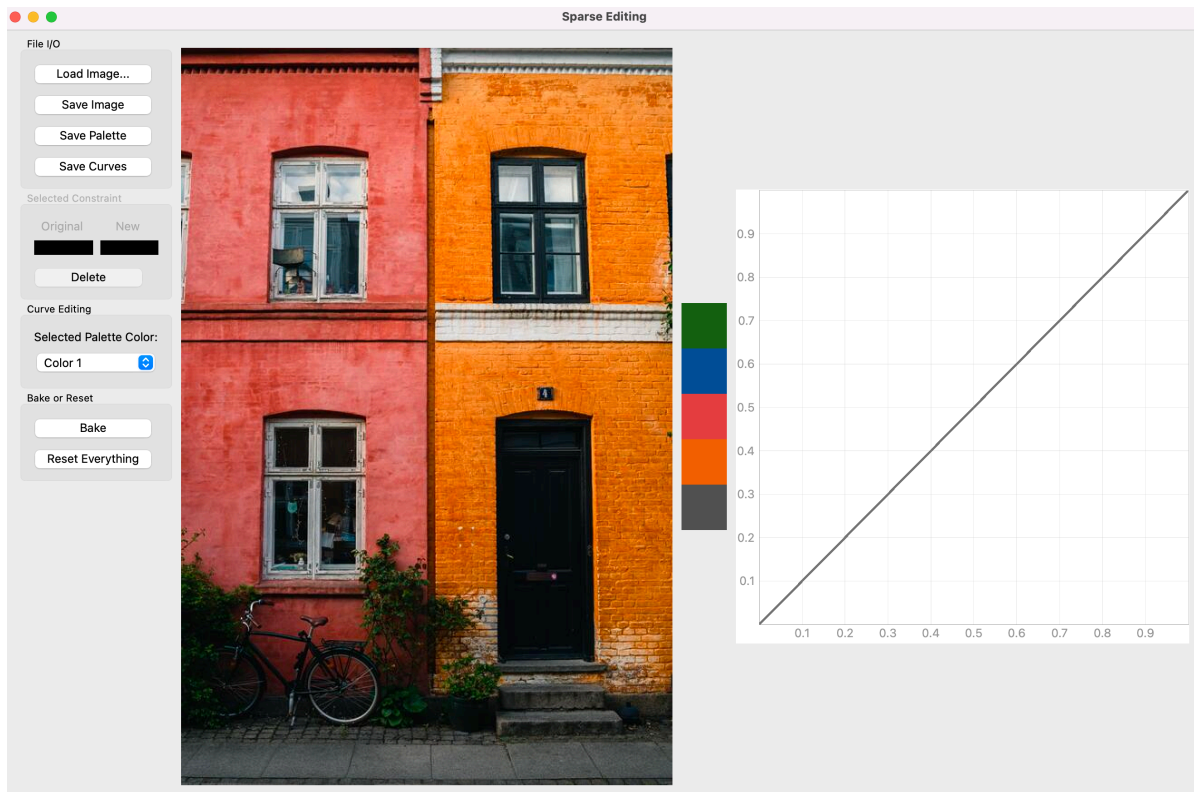 Sparse Editing
File I/O
Load Image...
Save Image
Save Palette
Save Curves
Selected Constraint
Original New
Delete
Curve Editing
Selected Palette Color:
Color 1
Bake or Reset
Bake
Reset Everything
4
0.9
0.8
0.7
0.6
0.5
0.4
0.3
0.2
0.1
0.1 0.2 0.3 0.4 0.5 0.6 0.7 0.8 0.9